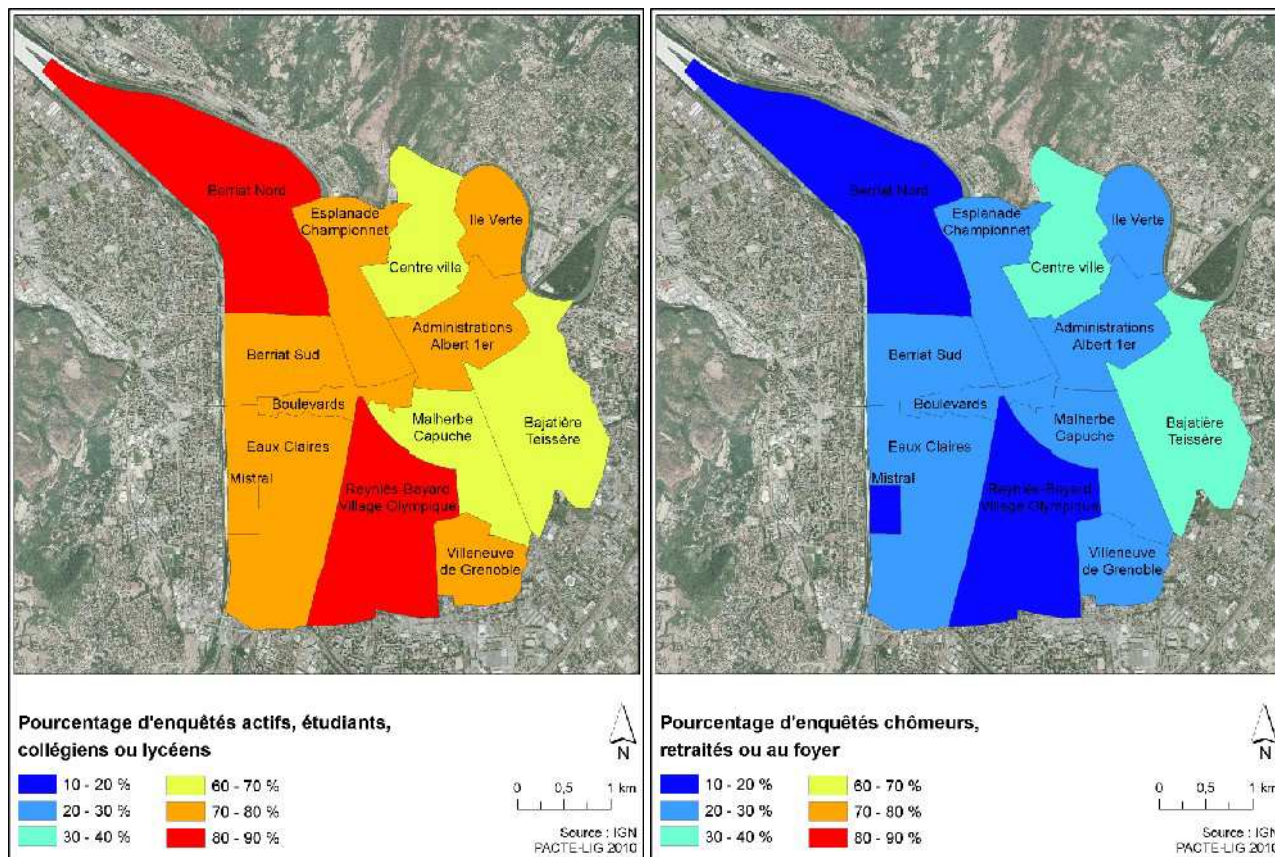 Berriat Nord
Esplanade
Championnet
Ile Verte
Centre ville
Administrations
Albert 1er
Berriat Sud
Boulevards
Malherbe
Capuche
Bajatière
Teissère
Eaux Claires
Mistral
Reyniès-Bayard
Village Olympique
Villeneuve
de Grenoble
Pourcentage d'enquêtés actifs, étudiants,
collégiens ou lycéens
N
10 - 20 %
20 - 30 %
30 - 40 %
60 - 70 %
70 - 80 %
80 - 90 %
0 0,5 1 km
Source : IGN
PACTE-LIG 2010
Berriat Nord
Esplanade
Championnet
Ile Verte
Centre ville
Administrations
Albert 1er
Berriat Sud
Boulevards
Malherbe
Capuche
Bajatière
Teissère
Eaux Claires
Mistral
Reyniès-Bayard
Village Olympique
Villeneuve
de Grenoble
Pourcentage d'enquêtés chômeurs,
retraités ou au foyer
N
10 - 20 %
20 - 30 %
30 - 40 %
60 - 70 %
70 - 80 %
80 - 90 %
0 0,5 1 km
Source : IGN
PACTE-LIG 2010